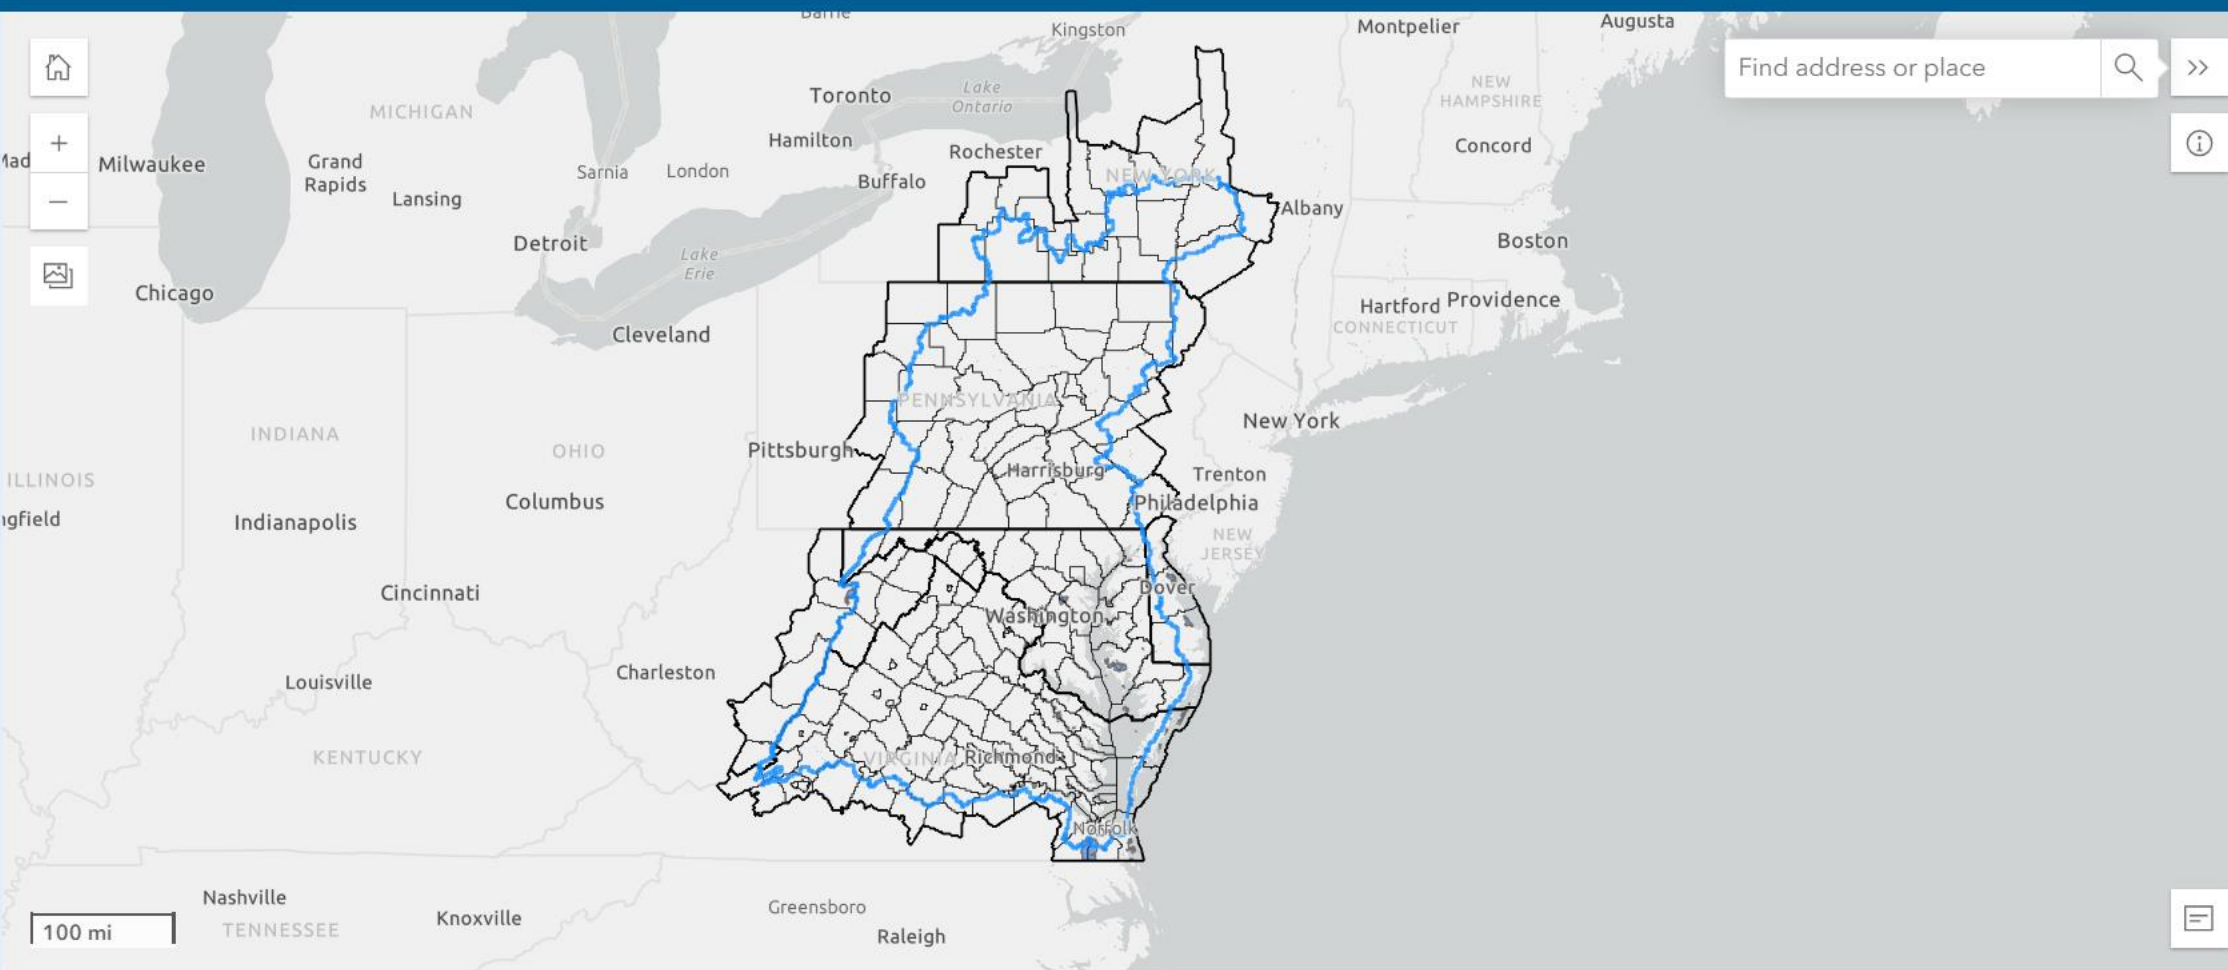 Barrie
Kingston
Montpelier
Augusta
Find address or place
Toronto
Lake
Ontario
NEW
HAMPSHIRE
MICHIGAN
Hamilton
Rochester
Concord
Mad
Milwaukee
Grand
Rapids
Sarnia
London
Buffalo
NEW YORK
Lansing
Albany
Detroit
Boston
Lake
Erie
Chicago
Hartford
Providence
CONNECTICUT
Cleveland
PENNSYLVANIA
New York
INDIANA
OHIO
Pittsburgh
Harrisburg
Trenton
ILLINOIS
Columbus
Philadelphia
ngfield
Indianapolis
NEW
JERSEY
Cincinnati
Dover
Washington
Charleston
Louisville
KENTUCKY
VIRGINIA
Richmond
Norfolk
Nashville
Greensboro
Knoxville
TENNESSEE
100 mi
Raleigh